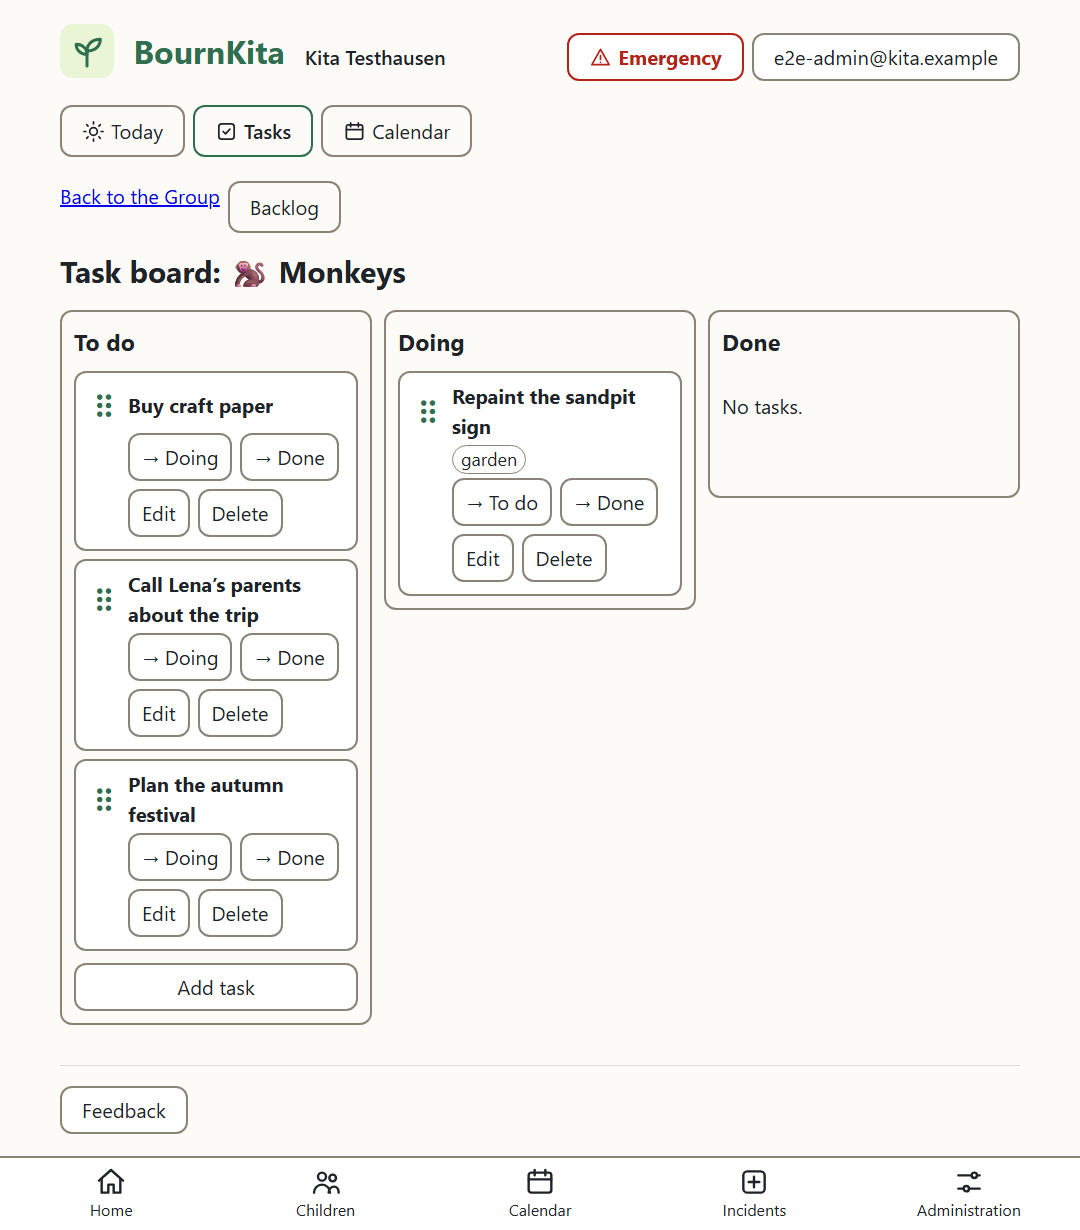 BournKita Kita Testhausen
Emergency
e2e-admin@kita.example
Today
Tasks
Calendar
Back to the Group
Backlog
Task board: 🐒 Monkeys
To do
Buy craft paper
→ Doing
→ Done
Edit
Delete
Call Lena’s parents
about the trip
→ Doing
→ Done
Edit
Delete
Plan the autumn
festival
→ Doing
→ Done
Edit
Delete
Add task
Doing
Repaint the sandpit
sign
garden
→ To do
→ Done
Edit
Delete
Done
No tasks.
Feedback
Home
Children
Calendar
Incidents
Administration